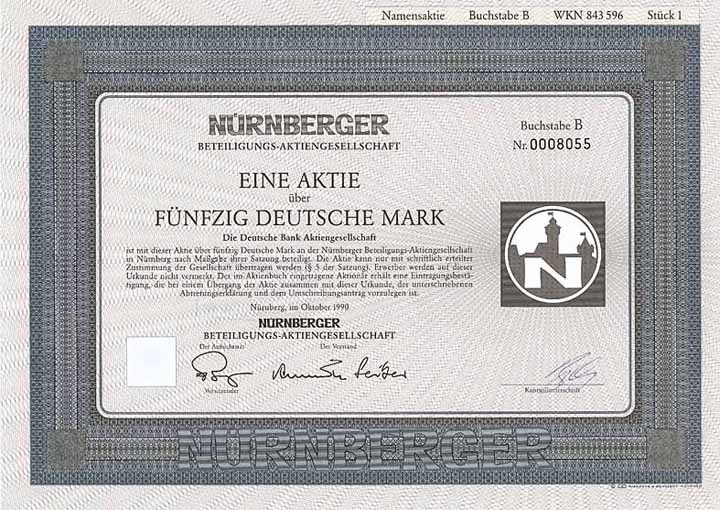 Namensaktie Buchstabe B WKN 843 596 Stück 1
NÜRNBERGER
BETEILIGUNGS-AKTIENGESELLSCHAFT
Buchstabe B
Nr. 0008055
EINE AKTIE
über
FÜNFZIG DEUTSCHE MARK
Die Deutsche Bank Aktiengesellschaft
ist mit dieser Aktie über fünfzig Deutsche Mark an der Nürnberger Beteiligungs-Aktiengesellschaft
in Nürnberg nach Maßgabe ihrer Satzung beteiligt. Die Aktie kann nur mit schriftlich erteilter
Zustimmung der Gesellschaft übertragen werden (§ 5 der Satzung). Erwerber werden auf dieser
Urkunde nicht vermerkt. Der im Aktienbuch eingetragene Aktionär erhält eine Eintragungsbestä-
tigung, die bei einem Übergang der Aktie zusammen mit dieser Urkunde, der unterschriebenen
Abtretungserklärung und dem Umschreibungsantrag vorzulegen ist.
Nürnberg, im Oktober 1990
NÜRNBERGER
BETEILIGUNGS-AKTIENGESELLSCHAFT
Der Aufsichtsrat Der Vorstand
Vorsitzender
Kontrollunterschrift
N
NÜRNBERGER